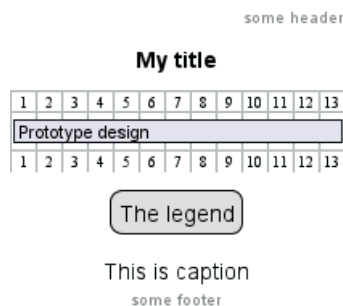 some header
My title
1 2 3 4 5 6 7 8 9 10 11 12 13
Prototype design
1 2 3 4 5 6 7 8 9 10 11 12 13
The legend
This is caption
some footer